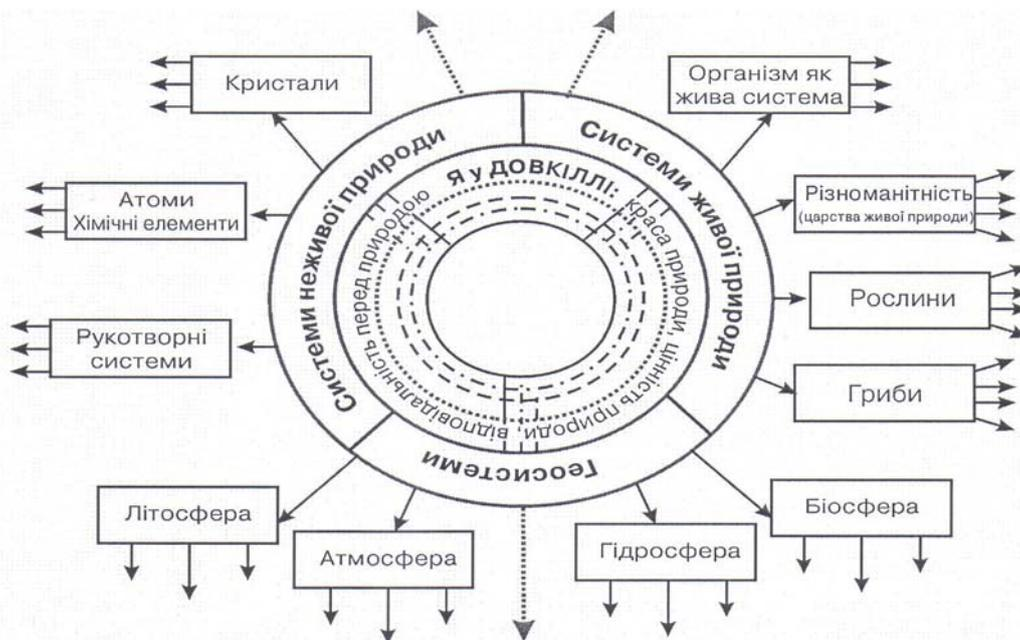 Кристали
Організм як
жива система
Атоми
Хімічні елементи
Різноманітність
(царства живої природи)
Рукотворні
системи
Рослини
Гриби
Літосфера
Атмосфера
Гідросфера
Біосфера
Системи неживої природи
Системи живої природи
Геосистеми
Я у ДОВКІЛЛІ:
краса природи, цінність природи, відповідальність перед природою